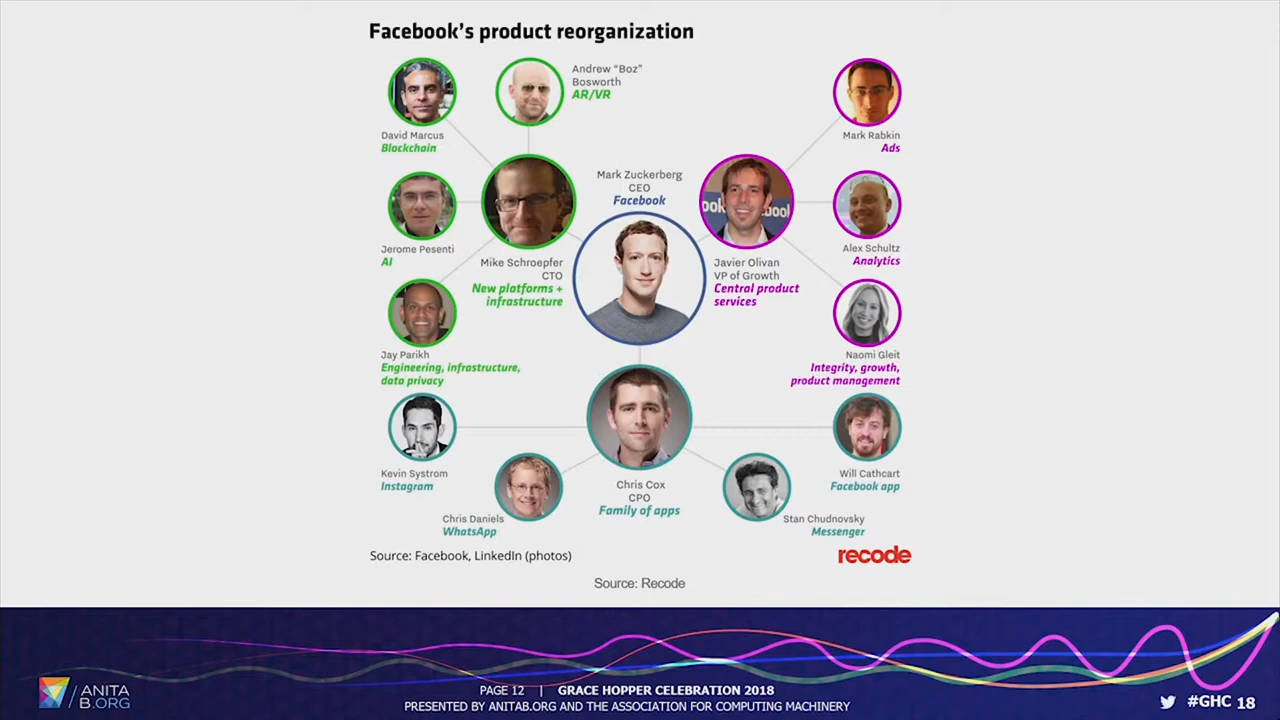 Facebook's product reorganization
Andrew "Boz"
Bosworth
AR/VR
David Marcus
Blockchain
Mark Rabkin
Ads
Mark Zuckerberg
CEO
Facebook
Jerome Pesenti
AI
Mike Schroepfer
CTO
New platforms +
infrastructure
Javier Olivan
VP of Growth
Central product
services
Alex Schultz
Analytics
Jay Parikh
Engineering, infrastructure,
data privacy
Naomi Gleit
Integrity, growth,
product management
Kevin Systrom
Instagram
Chris Cox
CPO
Family of apps
Will Cathcart
Facebook app
Chris Daniels
WhatsApp
Stan Chudnovsky
Messenger
Source: Facebook, LinkedIn (photos)
recode
Source: Recode
ANITA
B.ORG
PAGE 12 | GRACE HOPPER CELEBRATION 2018
PRESENTED BY ANITAB.ORG AND THE ASSOCIATION FOR COMPUTING MACHINERY
#GHC 18